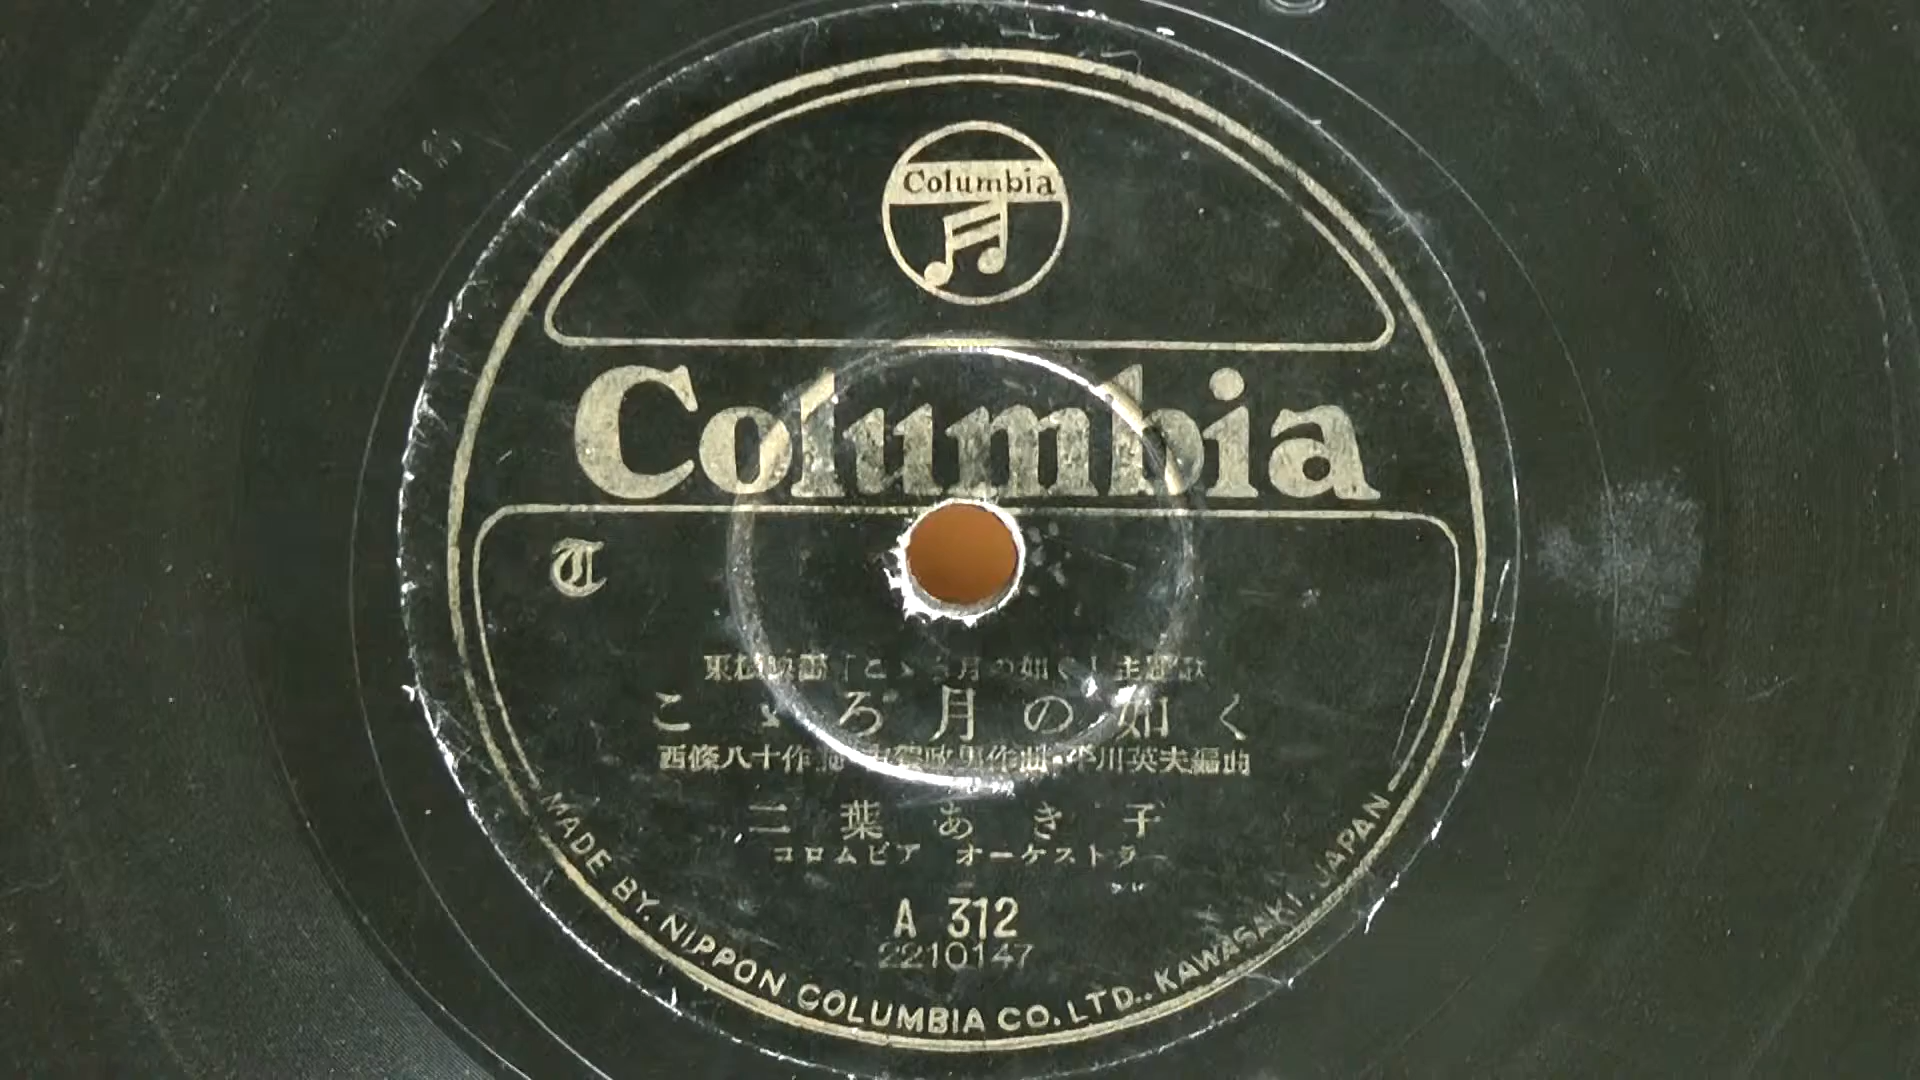 Columbia
Columbia
T
東横映画「こゝろ月の如く」主題歌
こゝろ月の如く
西條八十作詩 古賀政男作曲 平川英夫編曲
二葉あき子
コロムビア オーケストラ
A 312
2210147
MADE BY. NIPPON COLUMBIA CO. LTD.. KAWASAKI. JAPAN